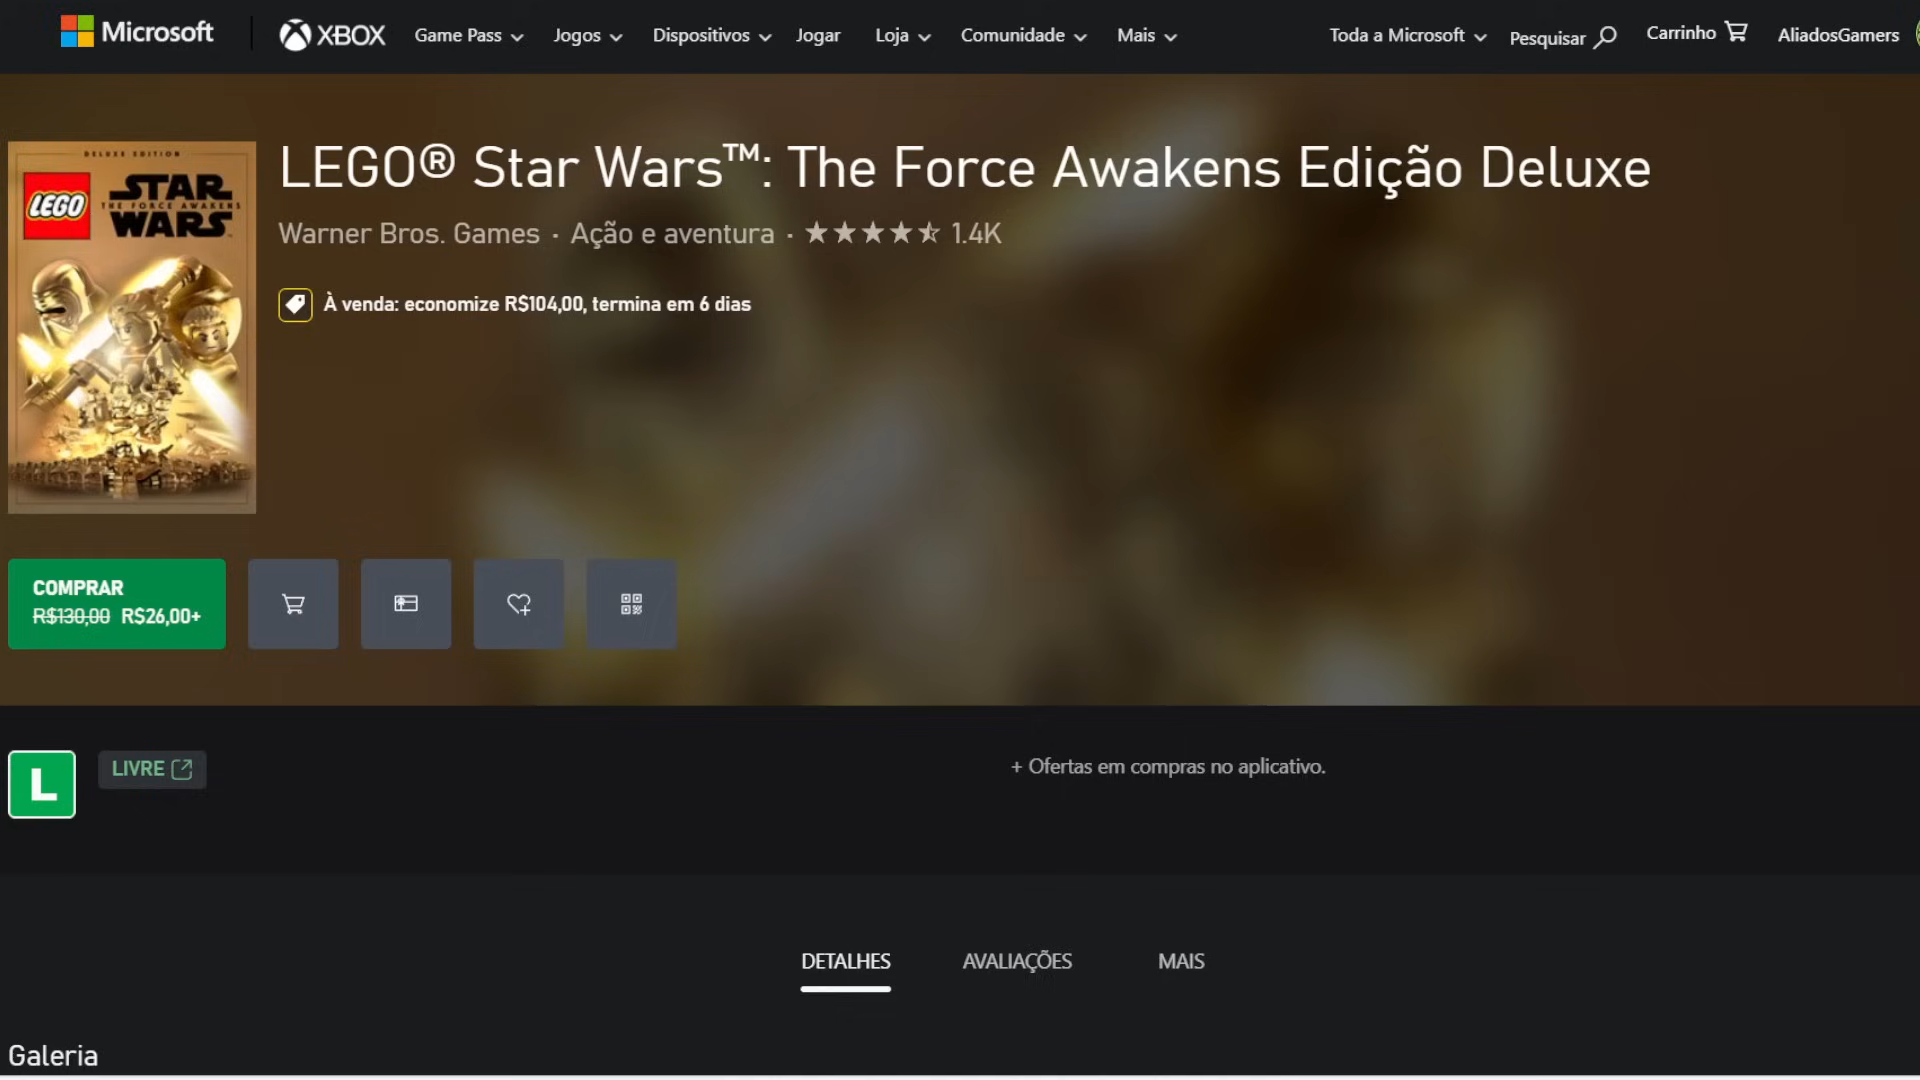 Microsoft
XBOX
Game Pass
Jogos
Dispositivos
Jogar
Loja
Comunidade
Mais
Toda a Microsoft
Pesquisar
Carrinho
AliadosGamers
DELUXE EDITION
LEGO
STAR
THE FORCE AWAKENS
WARS
LEGO® Star Wars™: The Force Awakens Edição Deluxe
Warner Bros. Games · Ação e aventura · ★★★★⯪ 1.4K
À venda: economize R$104,00, termina em 6 dias
COMPRAR
R$130,00 R$26,00+
L
LIVRE
+ Ofertas em compras no aplicativo.
DETALHES
AVALIAÇÕES
MAIS
Galeria